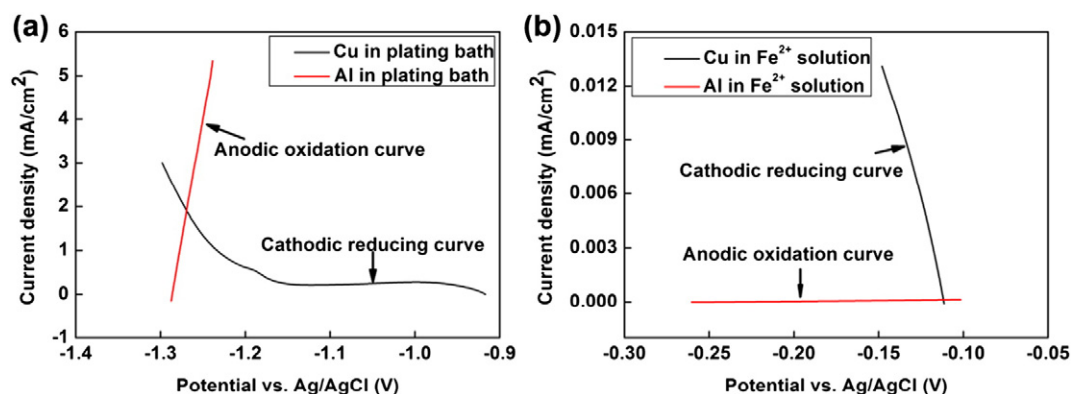 (a)
6
5
4
3
2
1
0
-1
Current density (mA/cm²)
Cu in plating bath
Al in plating bath
Anodic oxidation curve
Cathodic reducing curve
-1.4 -1.3 -1.2 -1.1 -1.0 -0.9
Potential vs. Ag/AgCl (V)
(b)
0.015
0.012
0.009
0.006
0.003
0.000
Current density (mA/cm²)
Cu in Fe²⁺ solution
Al in Fe²⁺ solution
Cathodic reducing curve
Anodic oxidation curve
-0.30 -0.25 -0.20 -0.15 -0.10 -0.05
Potential vs. Ag/AgCl (V)